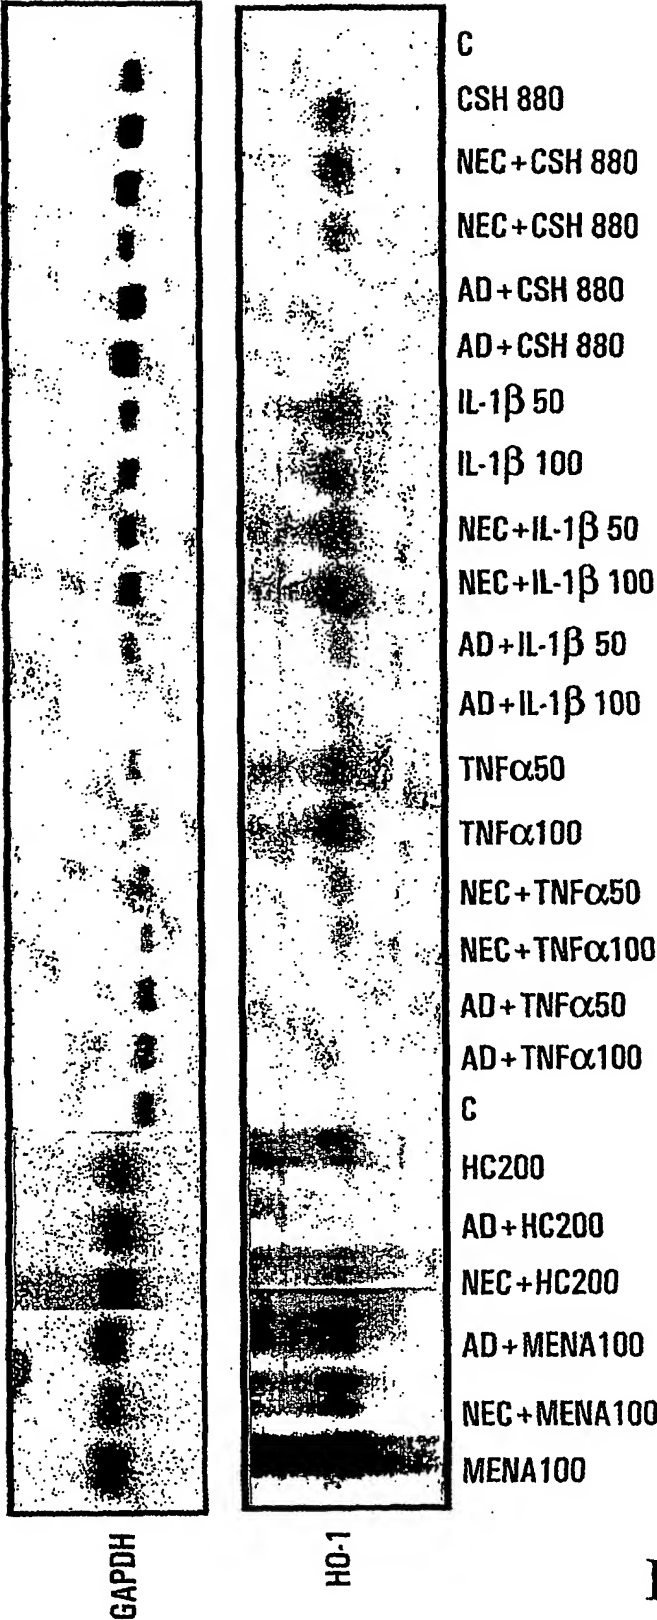 C
CSH 880
NEC+CSH 880
NEC+CSH 880
AD+CSH 880
AD+CSH 880
IL-1β 50
IL-1β 100
NEC+IL-1β 50
NEC+IL-1β 100
AD+IL-1β 50
AD+IL-1β 100
TNFα50
TNFα100
NEC+TNFα50
NEC+TNFα100
AD+TNFα50
AD+TNFα100
C
HC200
AD+HC200
NEC+HC200
AD+MENA100
NEC+MENA100
MENA100
GAPDH
HO-1